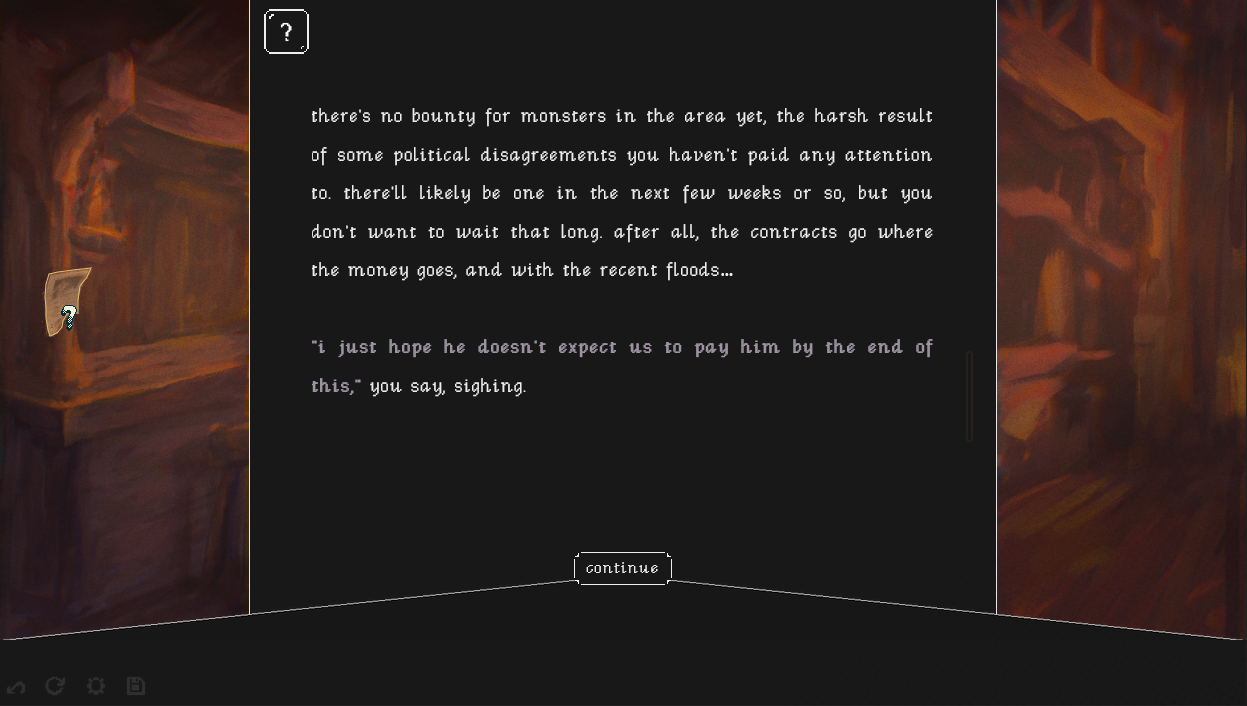 ?
there's no bounty for monsters in the area yet, the harsh result
of some political disagreements you haven't paid any attention
to. there'll likely be one in the next few weeks or so, but you
don't want to wait that long. after all, the contracts go where
the money goes, and with the recent floods...
?
"i just hope he doesn't expect us to pay him by the end of
this," you say, sighing.
continue